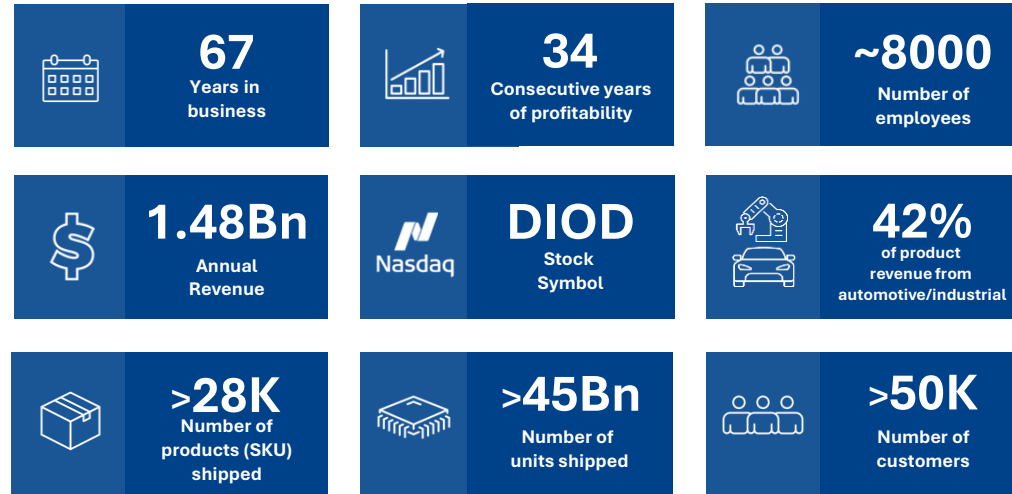 67
Years in
business
34
Consecutive years
of profitability
~8000
Number of
employees
1.48Bn
Annual
Revenue
Nasdaq
DIOD
Stock
Symbol
42%
of product
revenue from
automotive/industrial
>28K
Number of
products (SKU)
shipped
>45Bn
Number of
units shipped
>50K
Number of
customers